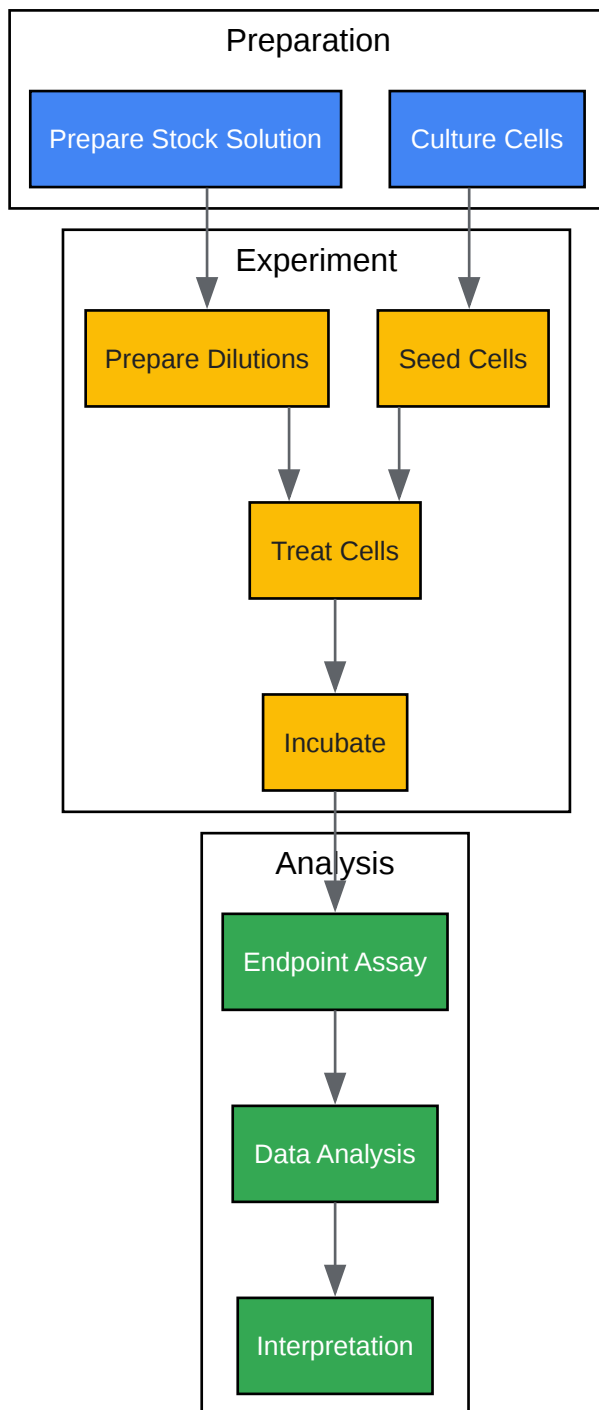 Preparation
Prepare Stock Solution
Culture Cells
Experiment
Prepare Dilutions
Seed Cells
Treat Cells
Incubate
Analysis
Endpoint Assay
Data Analysis
Interpretation